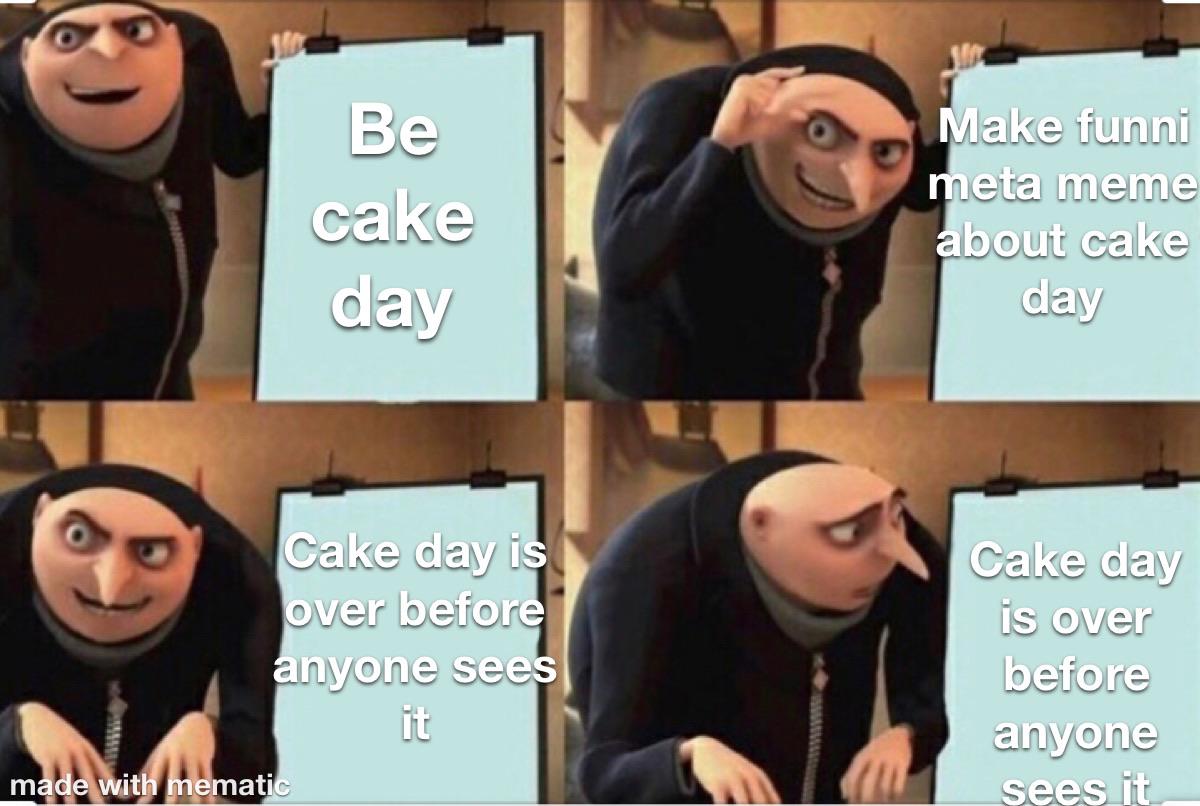 Be
cake
day
Make funni
meta meme
about cake
day
Cake day is
over before
anyone sees
it
Cake day
is over
before
anyone
sees it
made with mematic